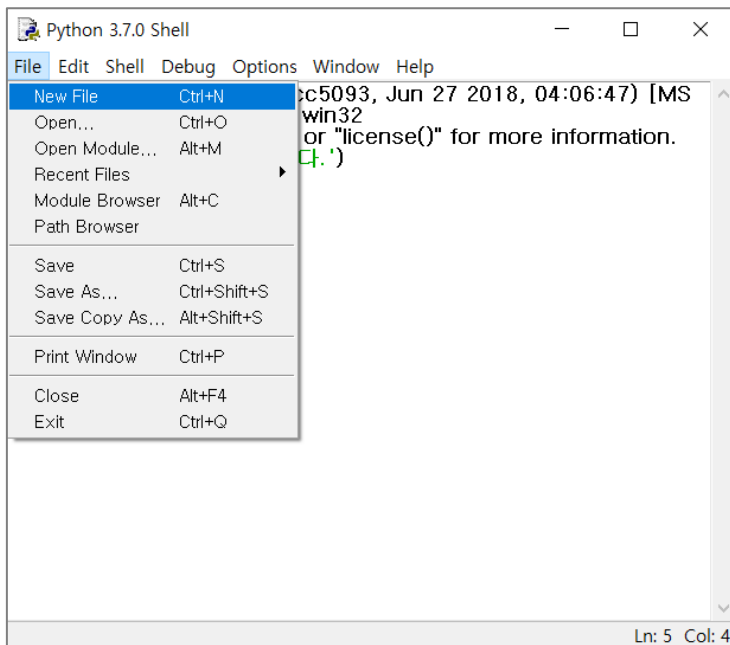 Python 3.7.0 Shell
File Edit Shell Debug Options Window Help
New File Ctrl+N
Open... Ctrl+O
Open Module... Alt+M
Recent Files
Module Browser Alt+C
Path Browser
Save Ctrl+S
Save As... Ctrl+Shift+S
Save Copy As... Alt+Shift+S
Print Window Ctrl+P
Close Alt+F4
Exit Ctrl+Q
cc5093, Jun 27 2018, 04:06:47) [MS
win32
or "license()" for more information.
다.')
Ln: 5 Col: 4